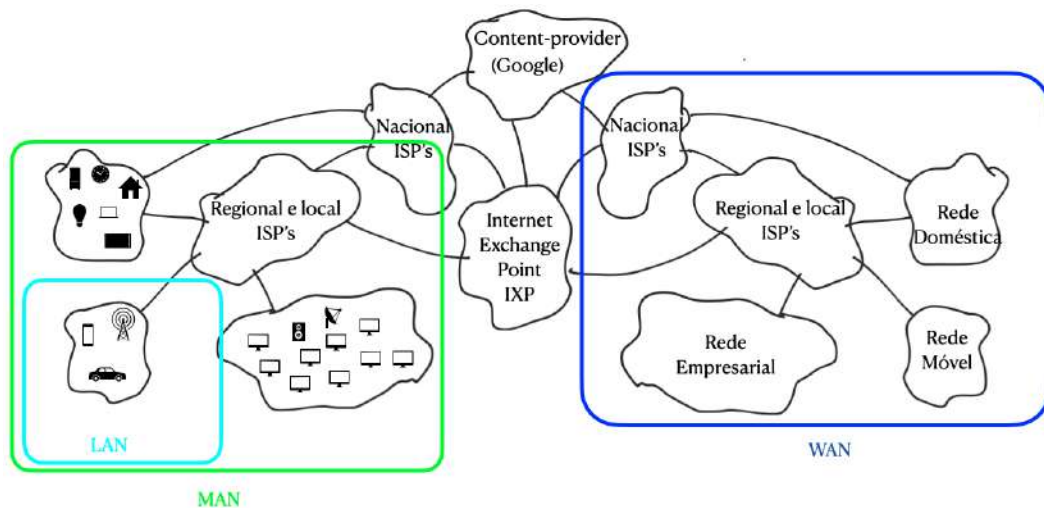 Content-provider
(Google)
Nacional
ISP's
Nacional
ISP's
Regional e local
ISP's
Internet
Exchange
Point
IXP
Regional e local
ISP's
Rede
Doméstica
Rede
Empresarial
Rede
Móvel
LAN
WAN
MAN